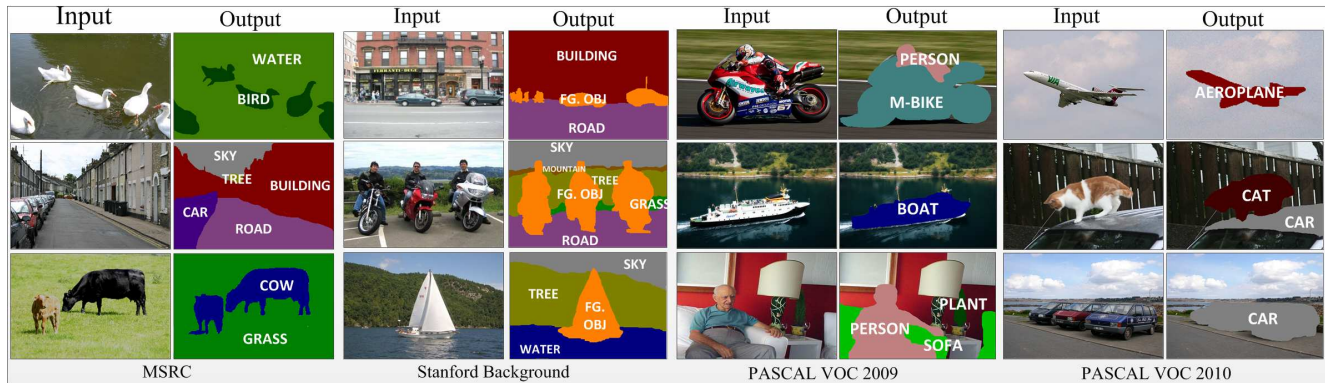 Input Output Input Output Input Output Input Output
WATER
BIRD
BUILDING
FG. OBJ
ROAD
PERSON
M-BIKE
AEROPLANE
SKY
TREE
BUILDING
CAR
ROAD
SKY
MOUNTAIN
TREE
FG. OBJ
GRASS
ROAD
BOAT
CAT
CAR
COW
GRASS
SKY
TREE
FG.
OBJ
WATER
PLANT
PERSON
SOFA
CAR
MSRC Stanford Background PASCAL VOC 2009 PASCAL VOC 2010